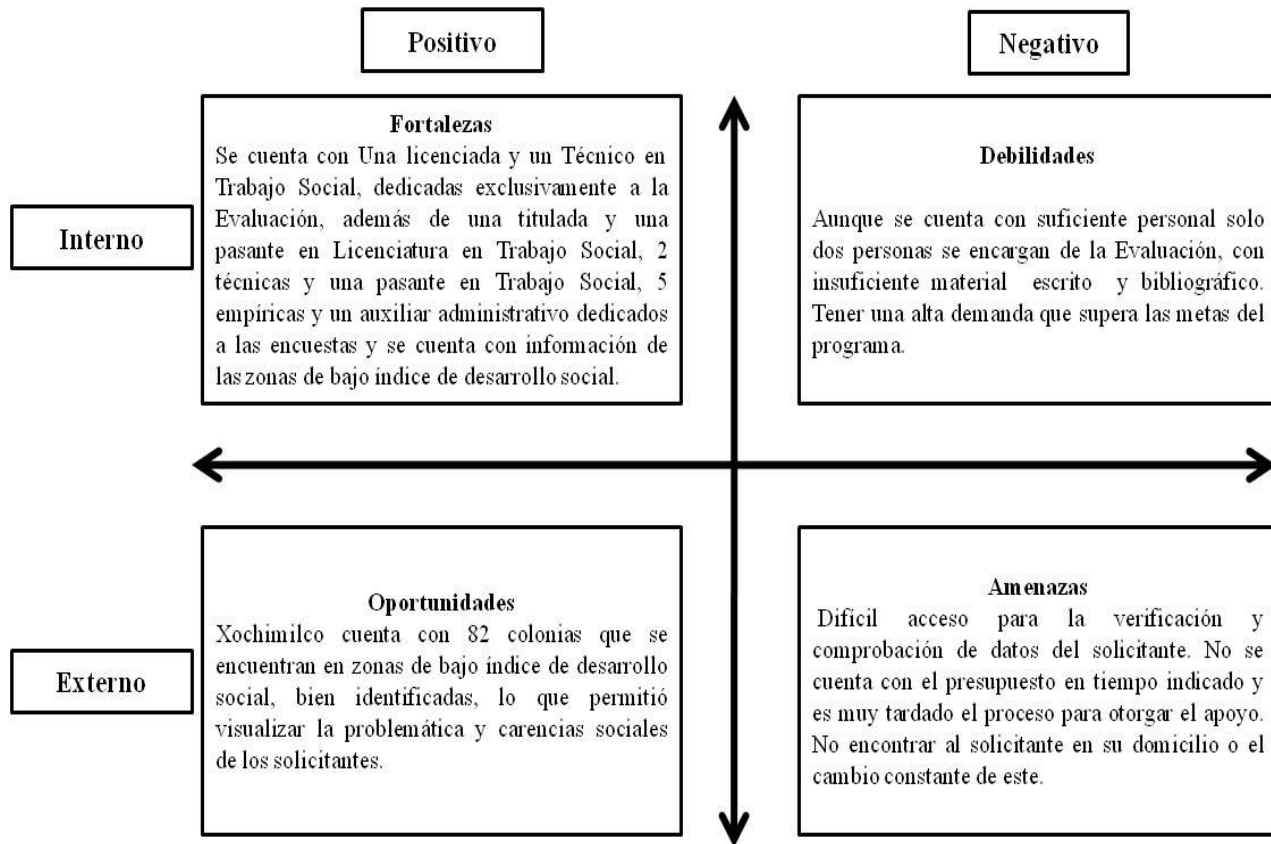 Positivo
Negativo
Interno
Fortalezas
Se cuenta con Una licenciada y un Técnico en
Trabajo Social, dedicadas exclusivamente a la
Evaluación, además de una titulada y una
pasante en Licenciatura en Trabajo Social, 2
técnicas y una pasante en Trabajo Social, 5
empíricas y un auxiliar administrativo dedicados
a las encuestas y se cuenta con información de
las zonas de bajo índice de desarrollo social.
Debilidades
Aunque se cuenta con suficiente personal solo
dos personas se encargan de la Evaluación, con
insuficiente material escrito y bibliográfico.
Tener una alta demanda que supera las metas del
programa.
Externo
Oportunidades
Xochimilco cuenta con 82 colonias que se
encuentran en zonas de bajo índice de desarrollo
social, bien identificadas, lo que permitió
visualizar la problemática y carencias sociales
de los solicitantes.
Amenazas
Difícil acceso para la verificación y
comprobación de datos del solicitante. No se
cuenta con el presupuesto en tiempo indicado y
es muy tardado el proceso para otorgar el apoyo.
No encontrar al solicitante en su domicilio o el
cambio constante de este.